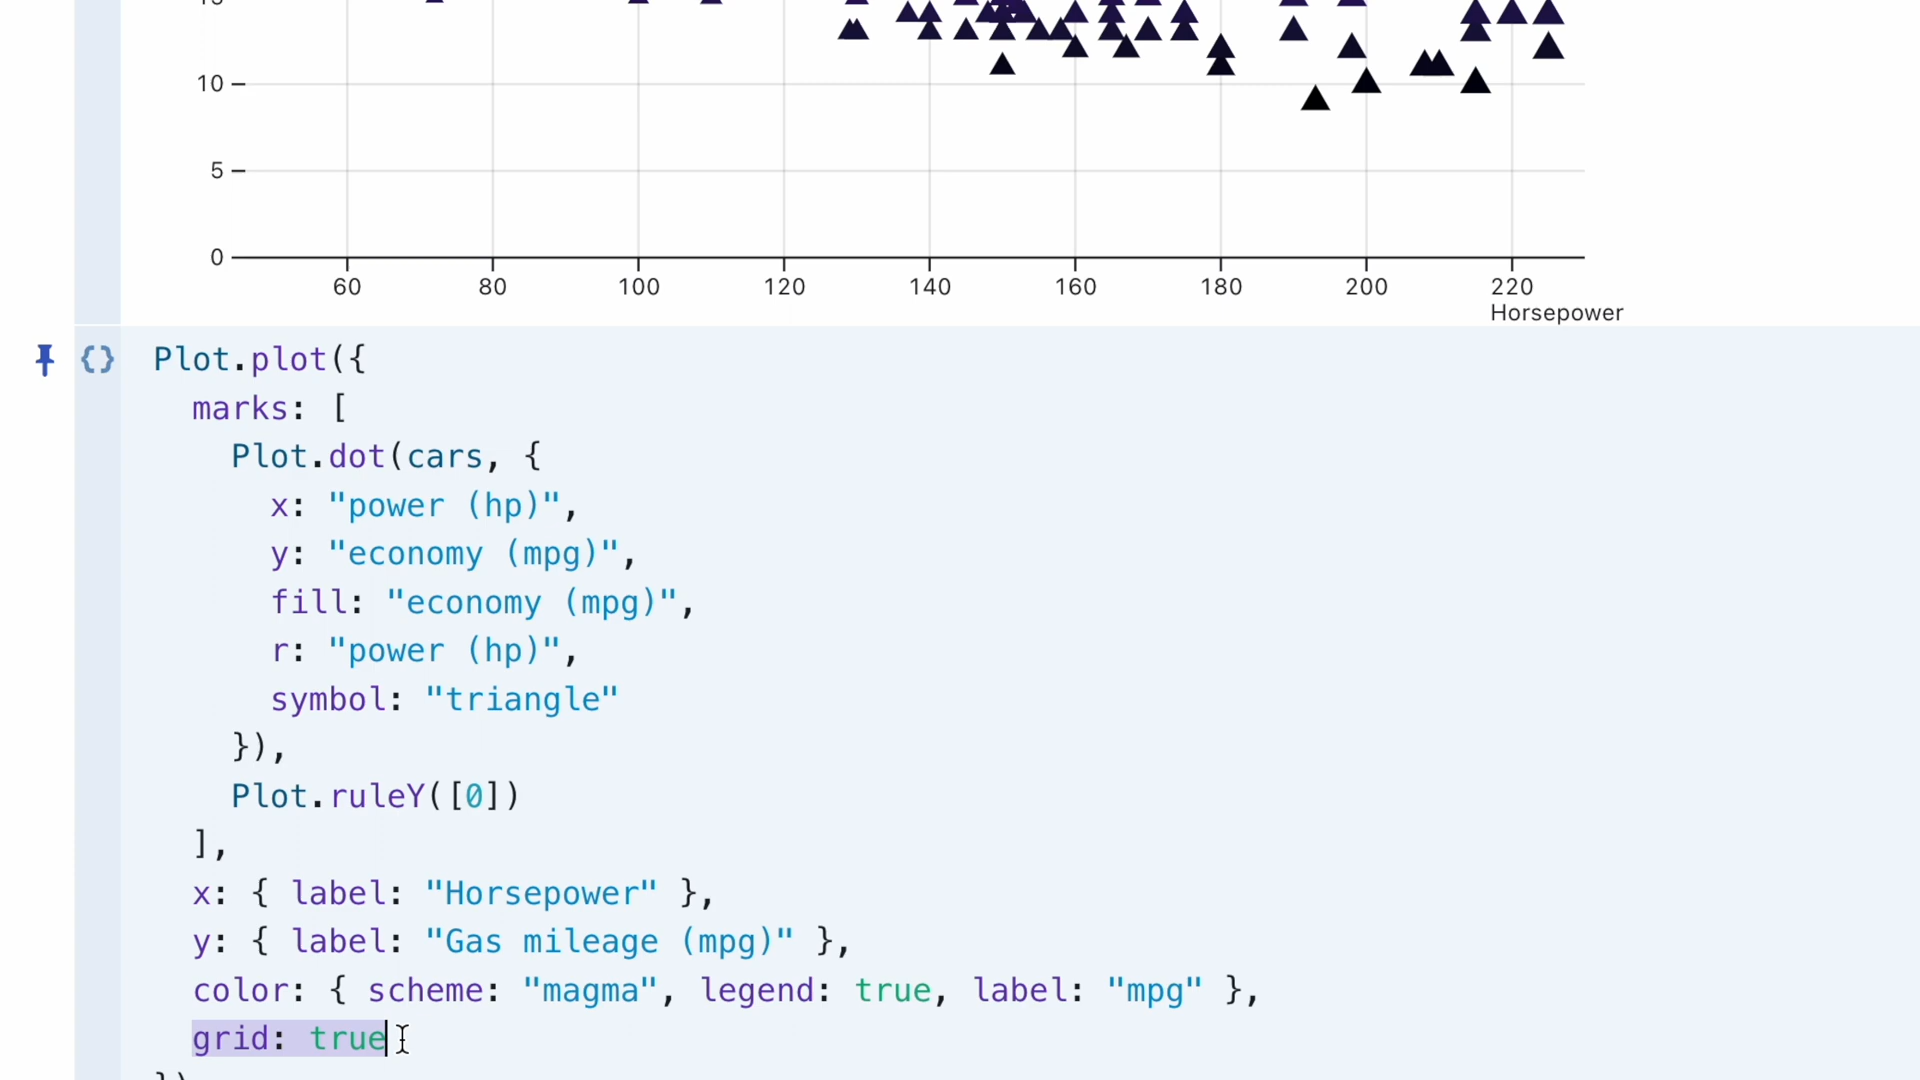 10
5
0
60 80 100 120 140 160 180 200 220
Horsepower
{} Plot.plot({
marks: [
Plot.dot(cars, {
x: "power (hp)",
y: "economy (mpg)",
fill: "economy (mpg)",
r: "power (hp)",
symbol: "triangle"
}),
Plot.ruleY([0])
],
x: { label: "Horsepower" },
y: { label: "Gas mileage (mpg)" },
color: { scheme: "magma", legend: true, label: "mpg" },
grid: true